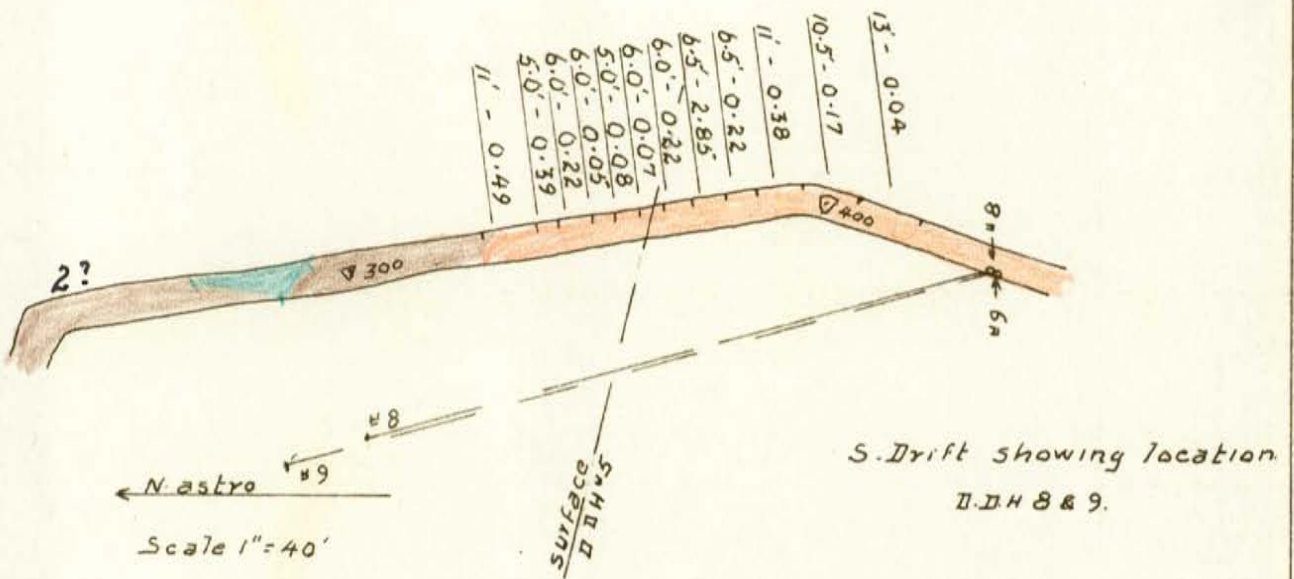 11' - 0.49
5.0' - 0.39
6.0' - 0.22
6.0' - 0.05
5.0' - 0.08
6.0' - 0.07
6.0' - 0.22
6.5' - 2.85
6.5' - 0.22
11' - 0.38
10.5' - 0.17
13' - 0.04
2?
300
400
8
#8
#9
N. astro
Scale 1"=40'
surface
D D H #5
S. Drift showing location
D.D.H 8 & 9.